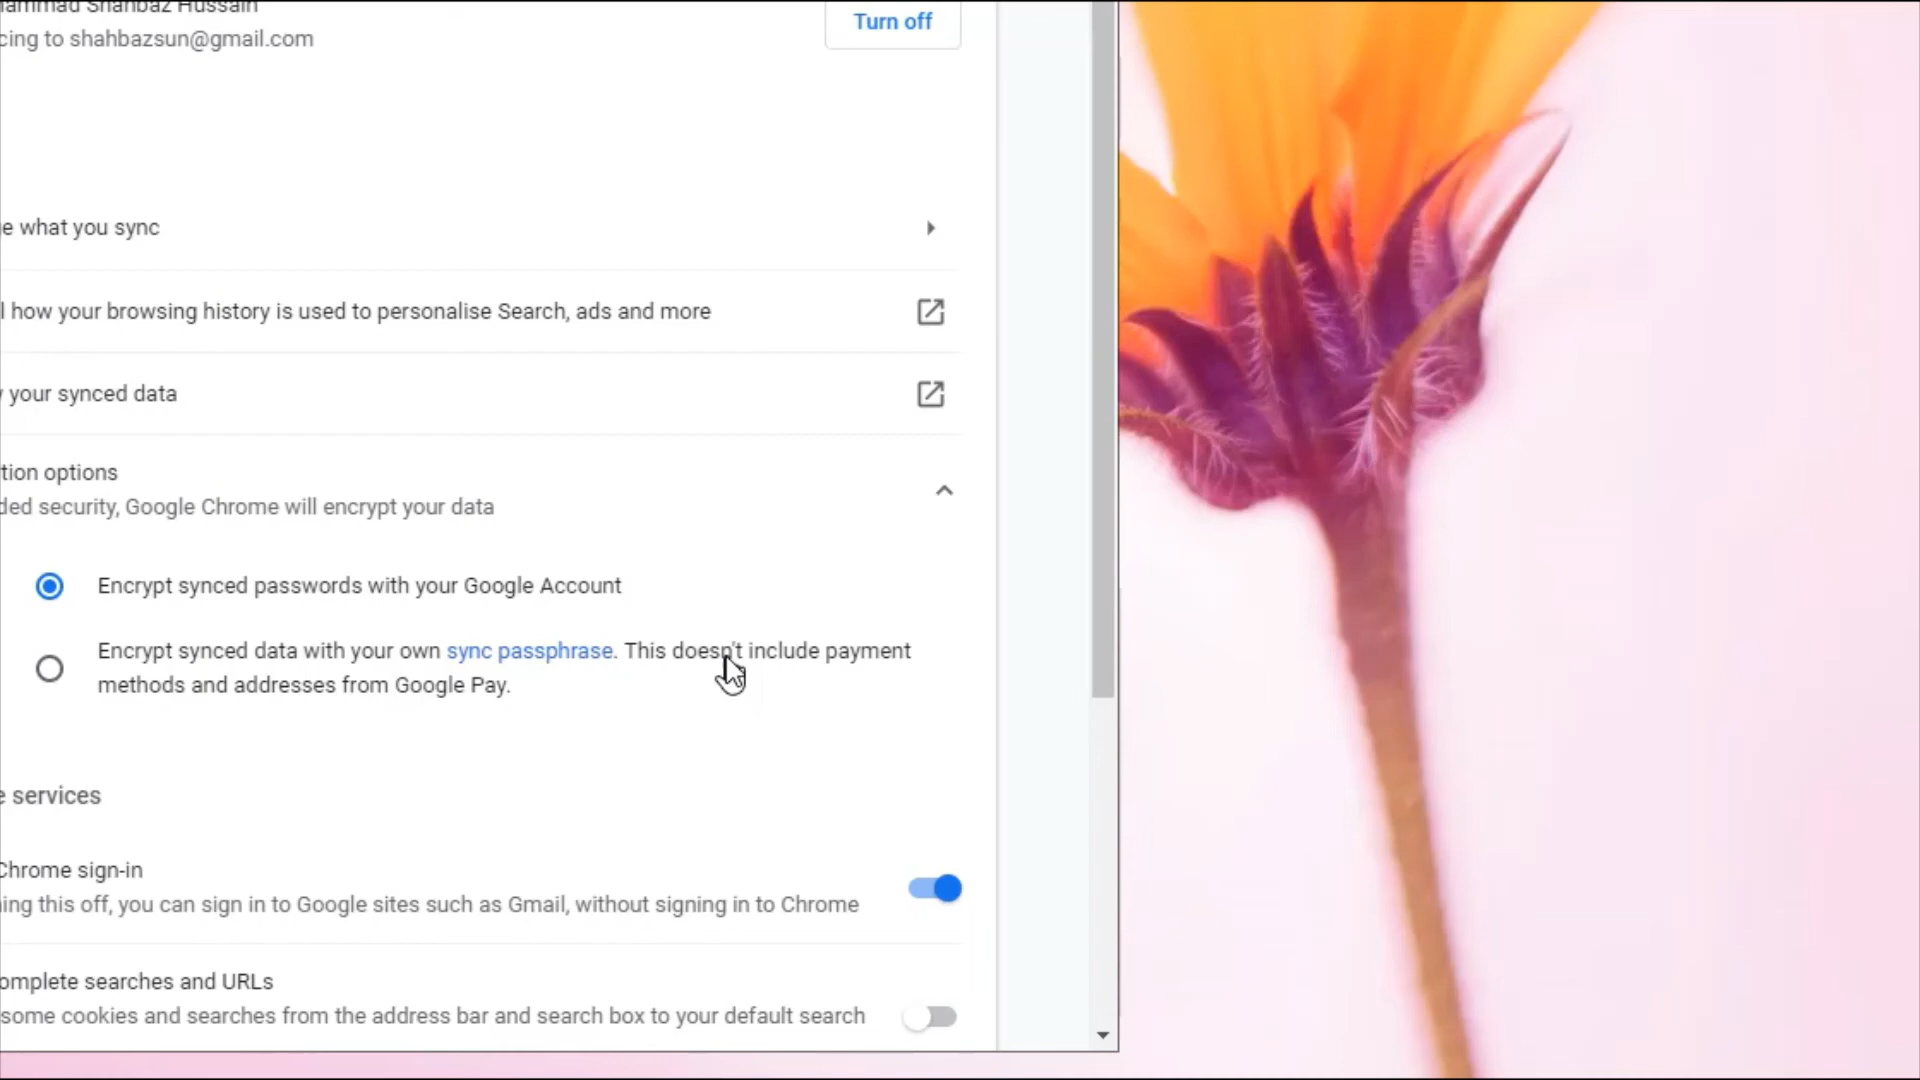 ammad Shahbaz Hussain
cing to shahbazsun@gmail.com
Turn off
e what you sync
l how your browsing history is used to personalise Search, ads and more
your synced data
tion options
ded security, Google Chrome will encrypt your data
Encrypt synced passwords with your Google Account
Encrypt synced data with your own sync passphrase. This doesn't include payment
methods and addresses from Google Pay.
e services
Chrome sign-in
ing this off, you can sign in to Google sites such as Gmail, without signing in to Chrome
omplete searches and URLs
some cookies and searches from the address bar and search box to your default search